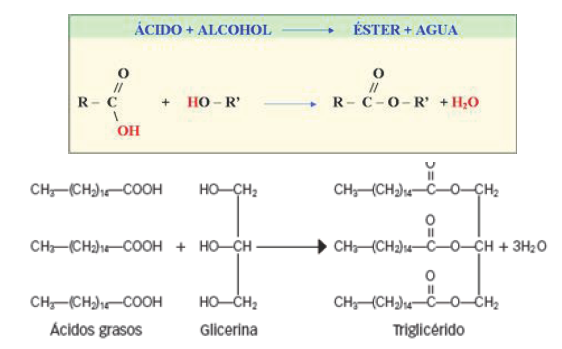 ÁCIDO + ALCOHOL → ÉSTER + AGUA
O O
// //
R – C + HO – R' → R – C – O – R' + H₂O
\
OH
O
CH₃—(CH₂)₁₄—COOH HO—CH₂ CH₃—(CH₂)₁₄—C—O—CH₂
O
CH₃—(CH₂)₁₄—COOH + HO—CH → CH₃—(CH₂)₁₄—C—O—CH + 3H₂O
O
CH₃—(CH₂)₁₄—COOH HO—CH₂ CH₃—(CH₂)₁₄—C—O—CH₂
Ácidos grasos Glicerina Triglicérido